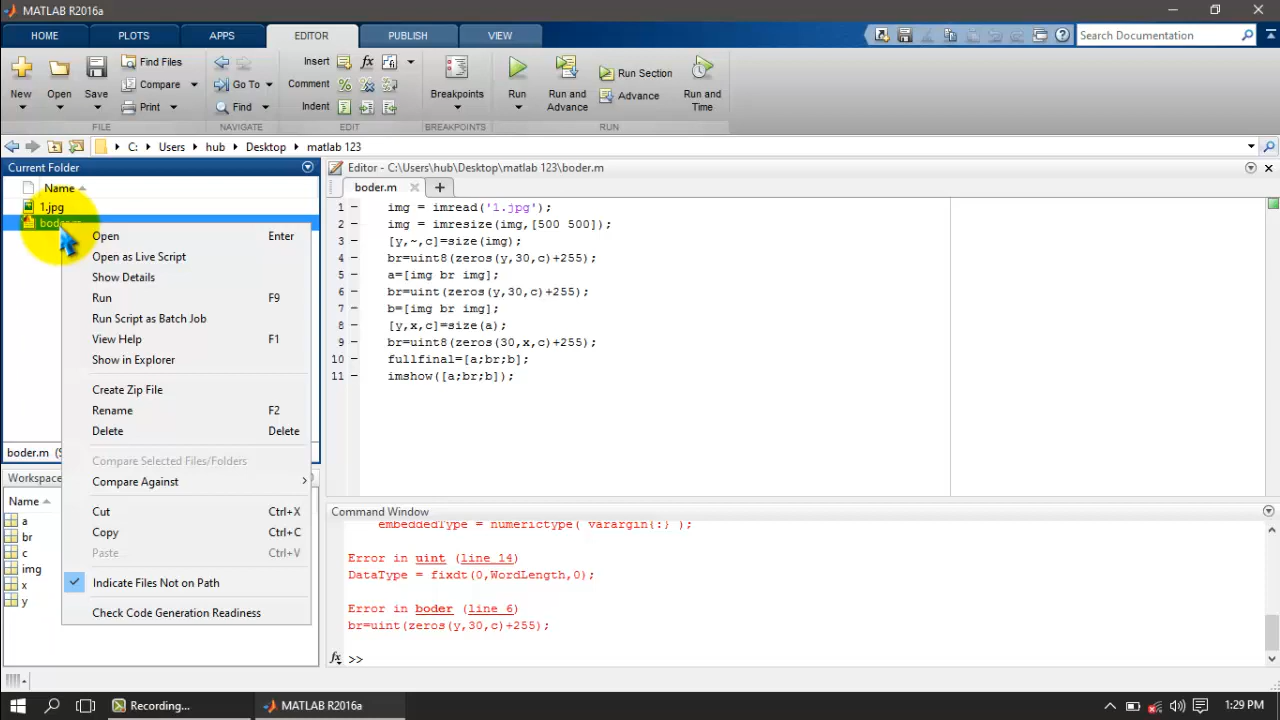 MATLAB R2016a
HOME PLOTS APPS EDITOR PUBLISH VIEW Search Documentation
Find Files Insert fx
New Open Save Compare Go To Comment Breakpoints Run Run and Advance Run Section Advance Run and Time
Print Find Indent
FILE NAVIGATE EDIT BREAKPOINTS RUN
C: Users hub Desktop matlab 123
Current Folder
Name
1.jpg
boder.m
Open Enter
Open as Live Script
Show Details
Run F9
Run Script as Batch Job
View Help F1
Show in Explorer
Create Zip File
Rename F2
Delete Delete
Compare Selected Files/Folders
Compare Against
Cut Ctrl+X
Copy Ctrl+C
Paste Ctrl+V
Indicate Files Not on Path
Check Code Generation Readiness
boder.m (S
Workspace
Name
a
br
c
img
x
y
Editor - C:\Users\hub\Desktop\matlab 123\boder.m
boder.m
1 img = imread('1.jpg');
2 img = imresize(img,[500 500]);
3 [y,~,c]=size(img);
4 br=uint8(zeros(y,30,c)+255);
5 a=[img br img];
6 br=uint(zeros(y,30,c)+255);
7 b=[img br img];
8 [y,x,c]=size(a);
9 br=uint8(zeros(30,x,c)+255);
10 fullfinal=[a;br;b];
11 imshow([a;br;b]);
Command Window
embeddedType = numerictype( varargin{:} );
Error in uint (line 14)
DataType = fixdt(0,WordLength,0);
Error in boder (line 6)
br=uint(zeros(y,30,c)+255);
fx >>
Recording... MATLAB R2016a 1:29 PM